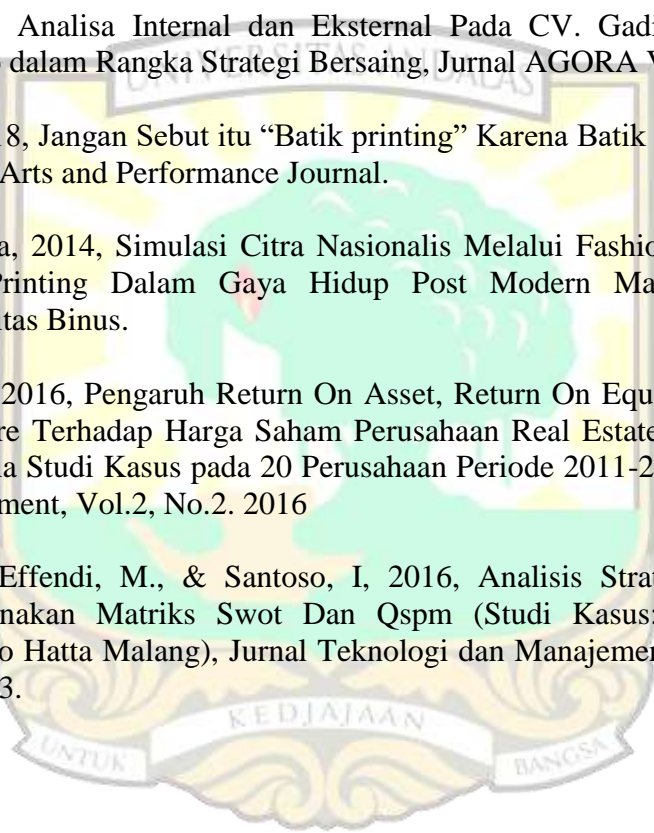 Analisa Internal dan Eksternal Pada CV. Gadi
dalam Rangka Strategi Bersaing, Jurnal AGORA V
UNIVERSITAS ANDALAS
8, Jangan Sebut itu “Batik printing” Karena Batik
Arts and Performance Journal.
a, 2014, Simulasi Citra Nasionalis Melalui Fashio
Printing Dalam Gaya Hidup Post Modern Ma
tas Binus.
2016, Pengaruh Return On Asset, Return On Equ
re Terhadap Harga Saham Perusahaan Real Estate
a Studi Kasus pada 20 Perusahaan Periode 2011-2
ment, Vol.2, No.2. 2016
Effendi, M., & Santoso, I, 2016, Analisis Strat
nakan Matriks Swot Dan Qspm (Studi Kasus:
o Hatta Malang), Jurnal Teknologi dan Manajemen
3.
KEDJAJAAN
UNTUK
BANGSA